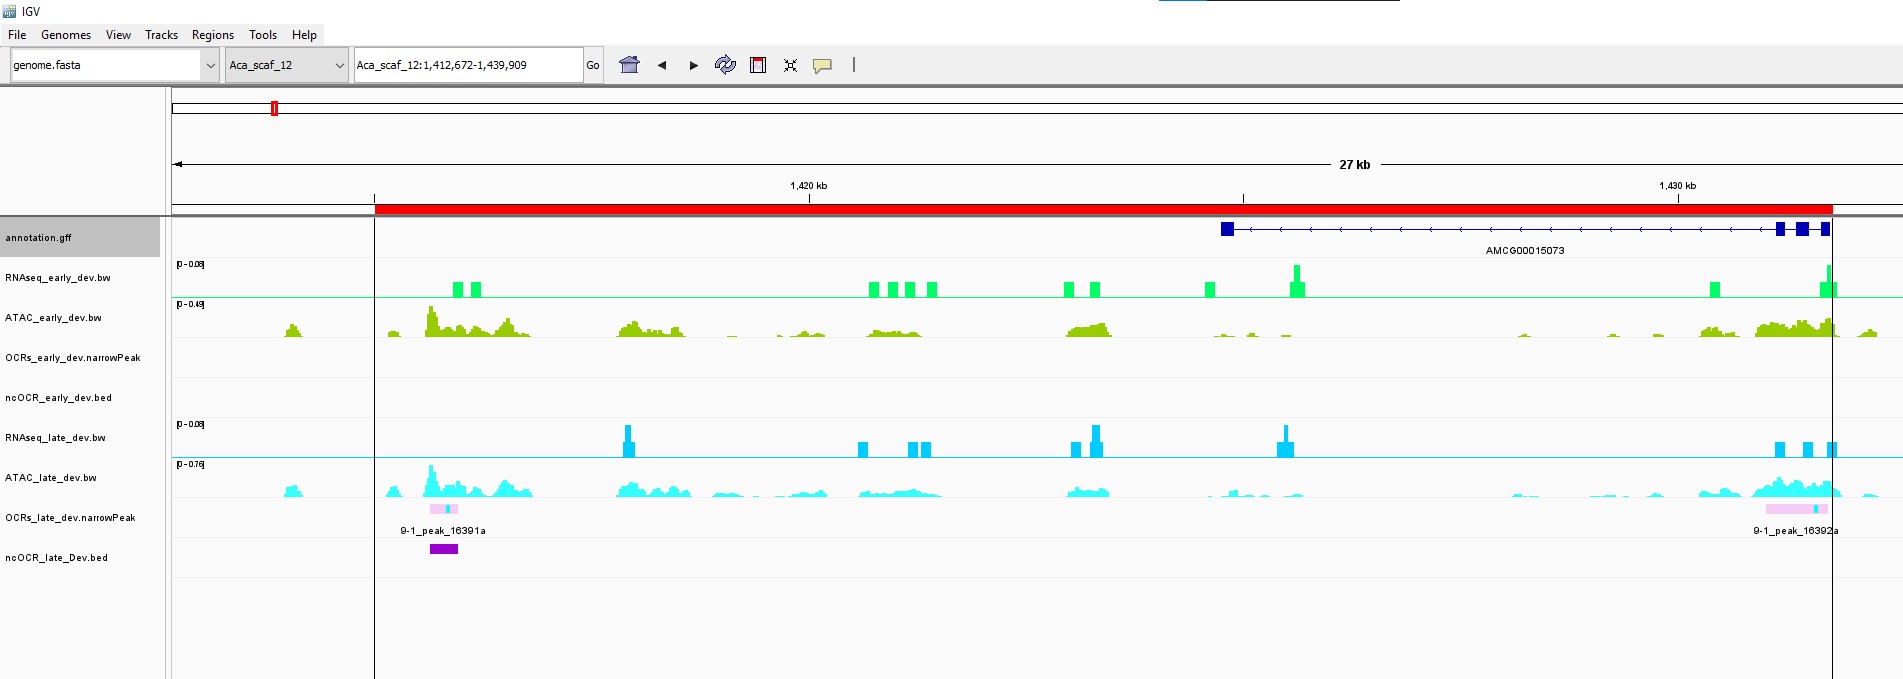 IGV
File Genomes View Tracks Regions Tools Help
genome.fasta Aca_scaf_12 Aca_scaf_12:1,412,672-1,439,909 Go
27 kb
1,420 kb 1,430 kb
annotation.gff
AMCG00015073
[0 - 0.08]
RNAseq_early_dev.bw
[0 - 0.49]
ATAC_early_dev.bw
OCRs_early_dev.narrowPeak
ncOCR_early_dev.bed
[0 - 0.08]
RNAseq_late_dev.bw
[0 - 0.76]
ATAC_late_dev.bw
OCRs_late_dev.narrowPeak
9-1_peak_16391a 9-1_peak_16392a
ncOCR_late_Dev.bed